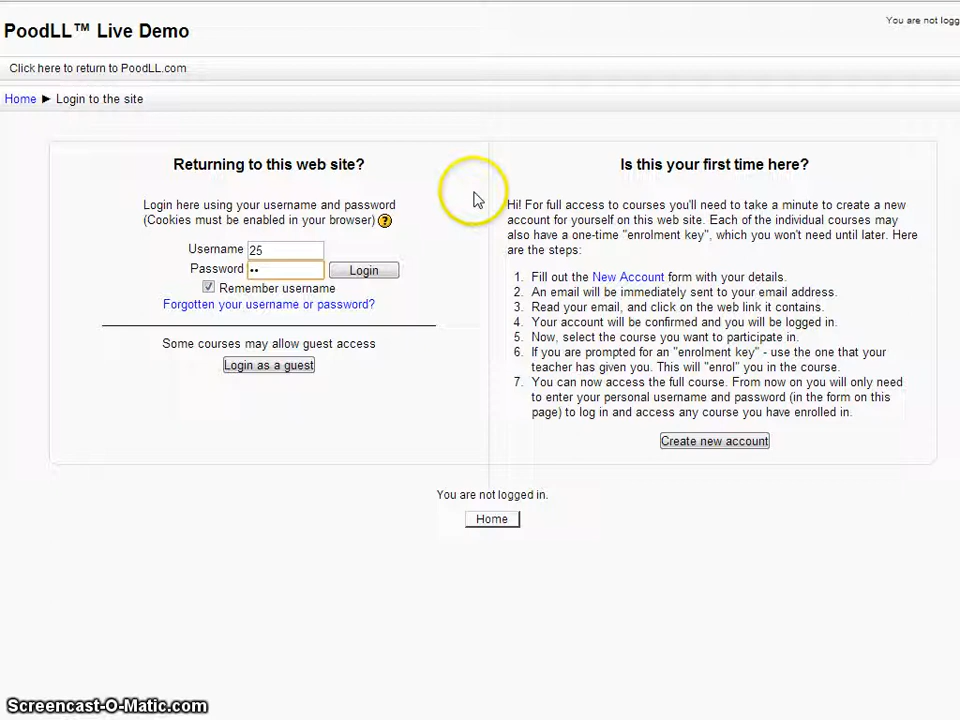 PoodLL™ Live Demo
You are not logg
Click here to return to PoodLL.com
Home ► Login to the site
Returning to this web site?
Login here using your username and password
(Cookies must be enabled in your browser) ?
Username 25
Password ••
Login
Remember username
Forgotten your username or password?
Some courses may allow guest access
Login as a guest
Is this your first time here?
Hi! For full access to courses you'll need to take a minute to create a new
account for yourself on this web site. Each of the individual courses may
also have a one-time "enrolment key", which you won't need until later. Here
are the steps:
1. Fill out the New Account form with your details.
2. An email will be immediately sent to your email address.
3. Read your email, and click on the web link it contains.
4. Your account will be confirmed and you will be logged in.
5. Now, select the course you want to participate in.
6. If you are prompted for an "enrolment key" - use the one that your
teacher has given you. This will "enrol" you in the course.
7. You can now access the full course. From now on you will only need
to enter your personal username and password (in the form on this
page) to log in and access any course you have enrolled in.
Create new account
You are not logged in.
Home
Screencast-O-Matic.com